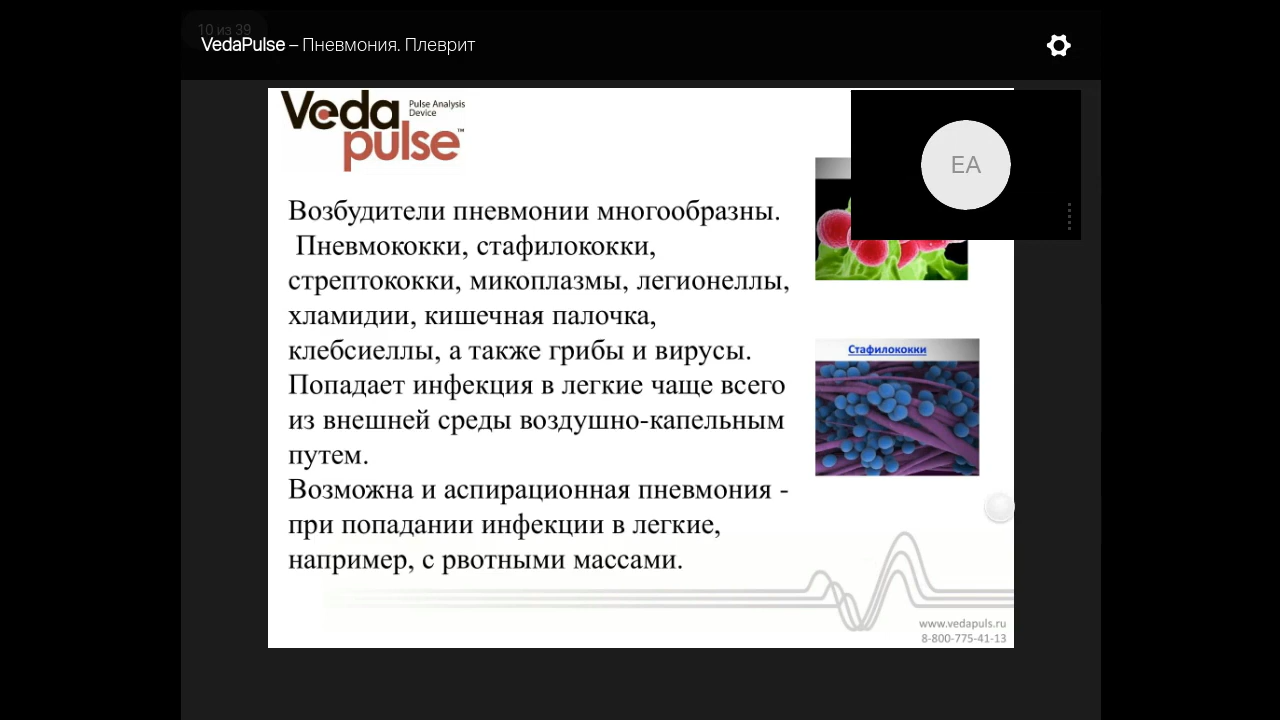 10 из 39
VedaPulse – Пневмония. Плеврит
Veda
pulse™
Pulse Analysis
Device
EA
Возбудители пневмонии многообразны.
Пневмококки, стафилококки,
стрептококки, микоплазмы, легионеллы,
хламидии, кишечная палочка,
клебсиеллы, а также грибы и вирусы.
Попадает инфекция в легкие чаще всего
из внешней среды воздушно-капельным
путем.
Возможна и аспирационная пневмония -
при попадании инфекции в легкие,
например, с рвотными массами.
Стафилококки
www.vedapuls.ru
8-800-775-41-13